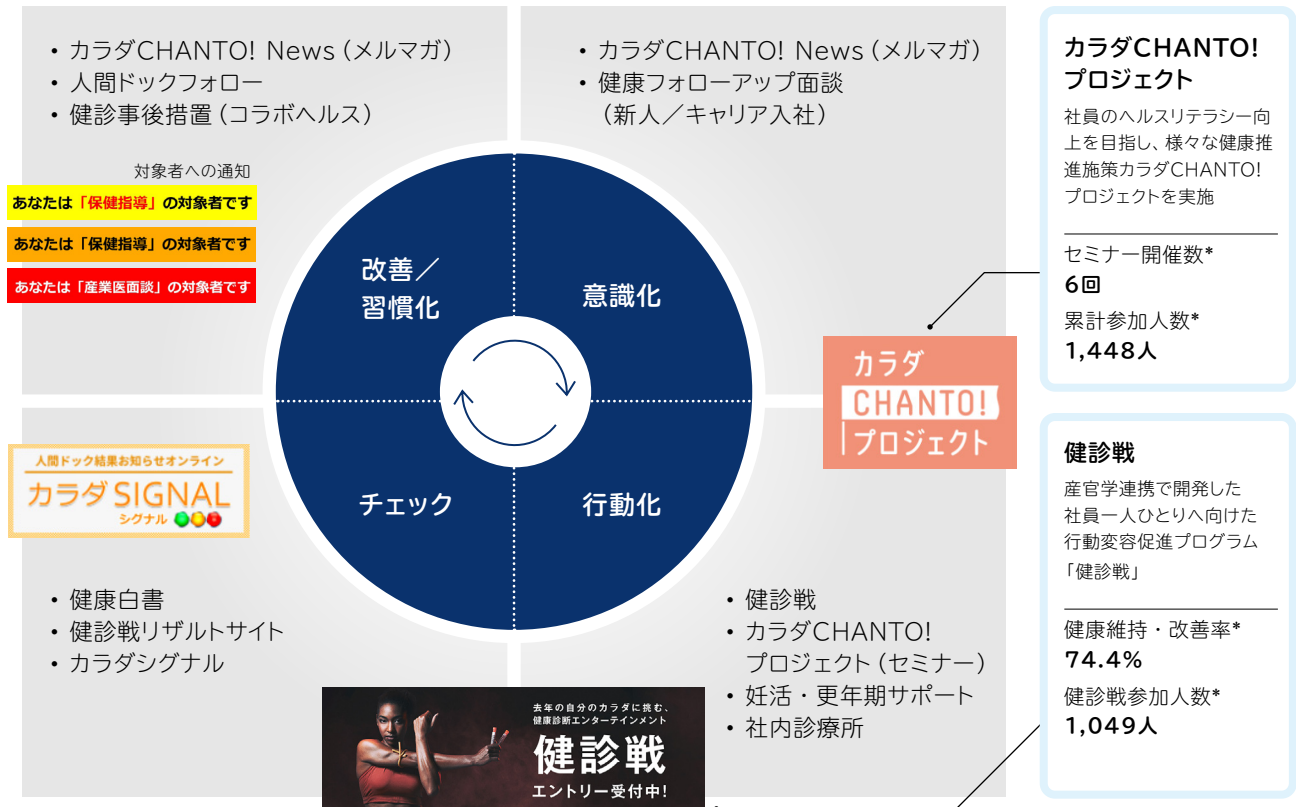 ・カラダCHANTO! News（メルマガ）
・人間ドックフォロー
・健診事後措置（コラボヘルス）
・カラダCHANTO! News（メルマガ）
・健康フォローアップ面談
（新人／キャリア入社）
対象者への通知
あなたは「保健指導」の対象者です
あなたは「保健指導」の対象者です
あなたは「産業医面談」の対象者です
改善／
習慣化
意識化
チェック
行動化
人間ドック結果お知らせオンライン
カラダSIGNAL
シグナル
・健康白書
・健診戦リザルトサイト
・カラダシグナル
カラダ
CHANTO!
プロジェクト
・健診戦
・カラダCHANTO!
プロジェクト（セミナー）
・妊活・更年期サポート
・社内診療所
去年の自分のカラダに挑む、
健康診断エンターテインメント
健診戦
エントリー受付中!
カラダCHANTO!
プロジェクト
社員のヘルスリテラシー向
上を目指し、様々な健康推
進施策カラダCHANTO!
プロジェクトを実施
セミナー開催数*
6回
累計参加人数*
1,448人
健診戦
産官学連携で開発した
社員一人ひとりへ向けた
行動変容促進プログラム
「健診戦」
健康維持・改善率*
74.4%
健診戦参加人数*
1,049人